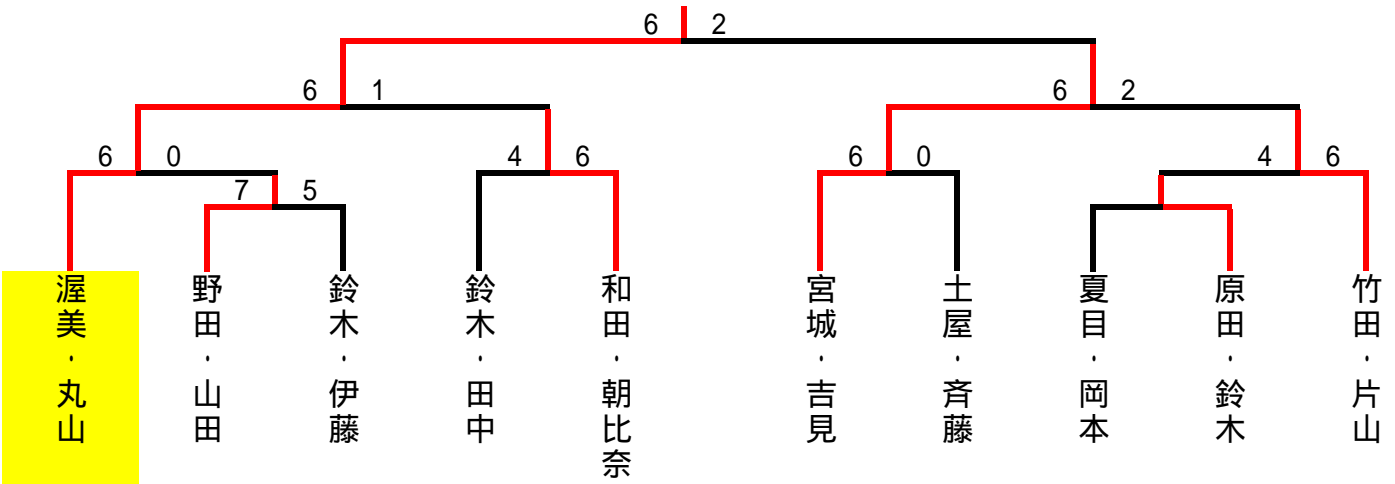 6 2
6 1
6 2
6 0
4 6
6 0
4 6
7 5
渥美・丸山
野田・山田
鈴木・伊藤
鈴木・田中
和田・朝比奈
宮城・吉見
土屋・斉藤
夏目・岡本
原田・鈴木
竹田・片山